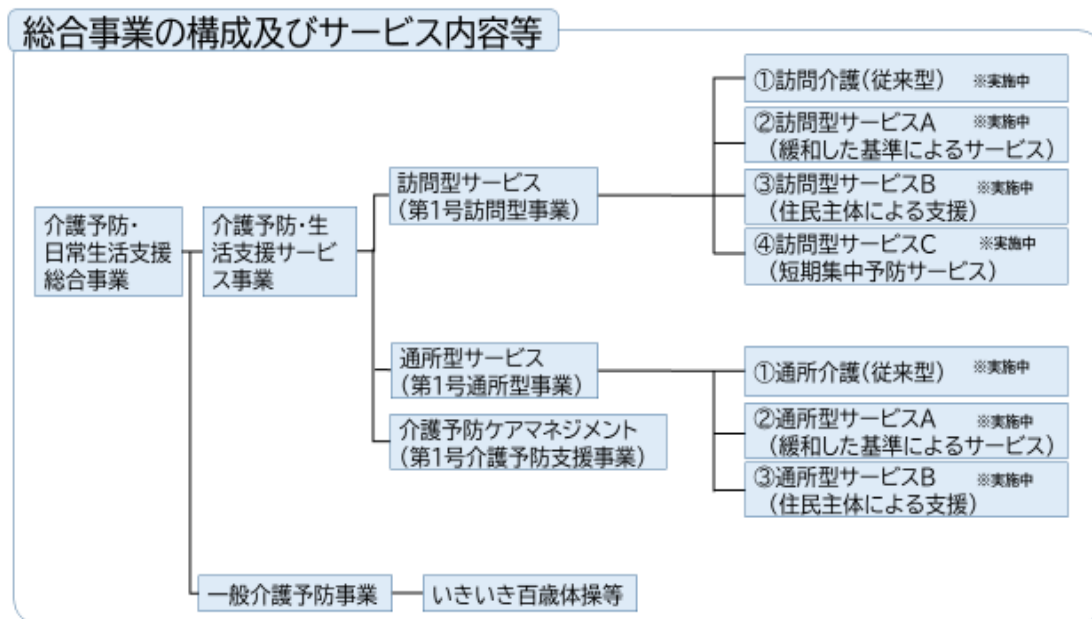 総合事業の構成及びサービス内容等
介護予防・
日常生活支援
総合事業
介護予防・生
活支援サービ
ス事業
訪問型サービス
(第1号訪問型事業)
①訪問介護(従来型) ※実施中
②訪問型サービスA ※実施中
(緩和した基準によるサービス)
③訪問型サービスB ※実施中
(住民主体による支援)
④訪問型サービスC ※実施中
(短期集中予防サービス)
通所型サービス
(第1号通所型事業)
①通所介護(従来型) ※実施中
②通所型サービスA ※実施中
(緩和した基準によるサービス)
③通所型サービスB ※実施中
(住民主体による支援)
介護予防ケアマネジメント
(第1号介護予防支援事業)
一般介護予防事業
いきいき百歳体操等